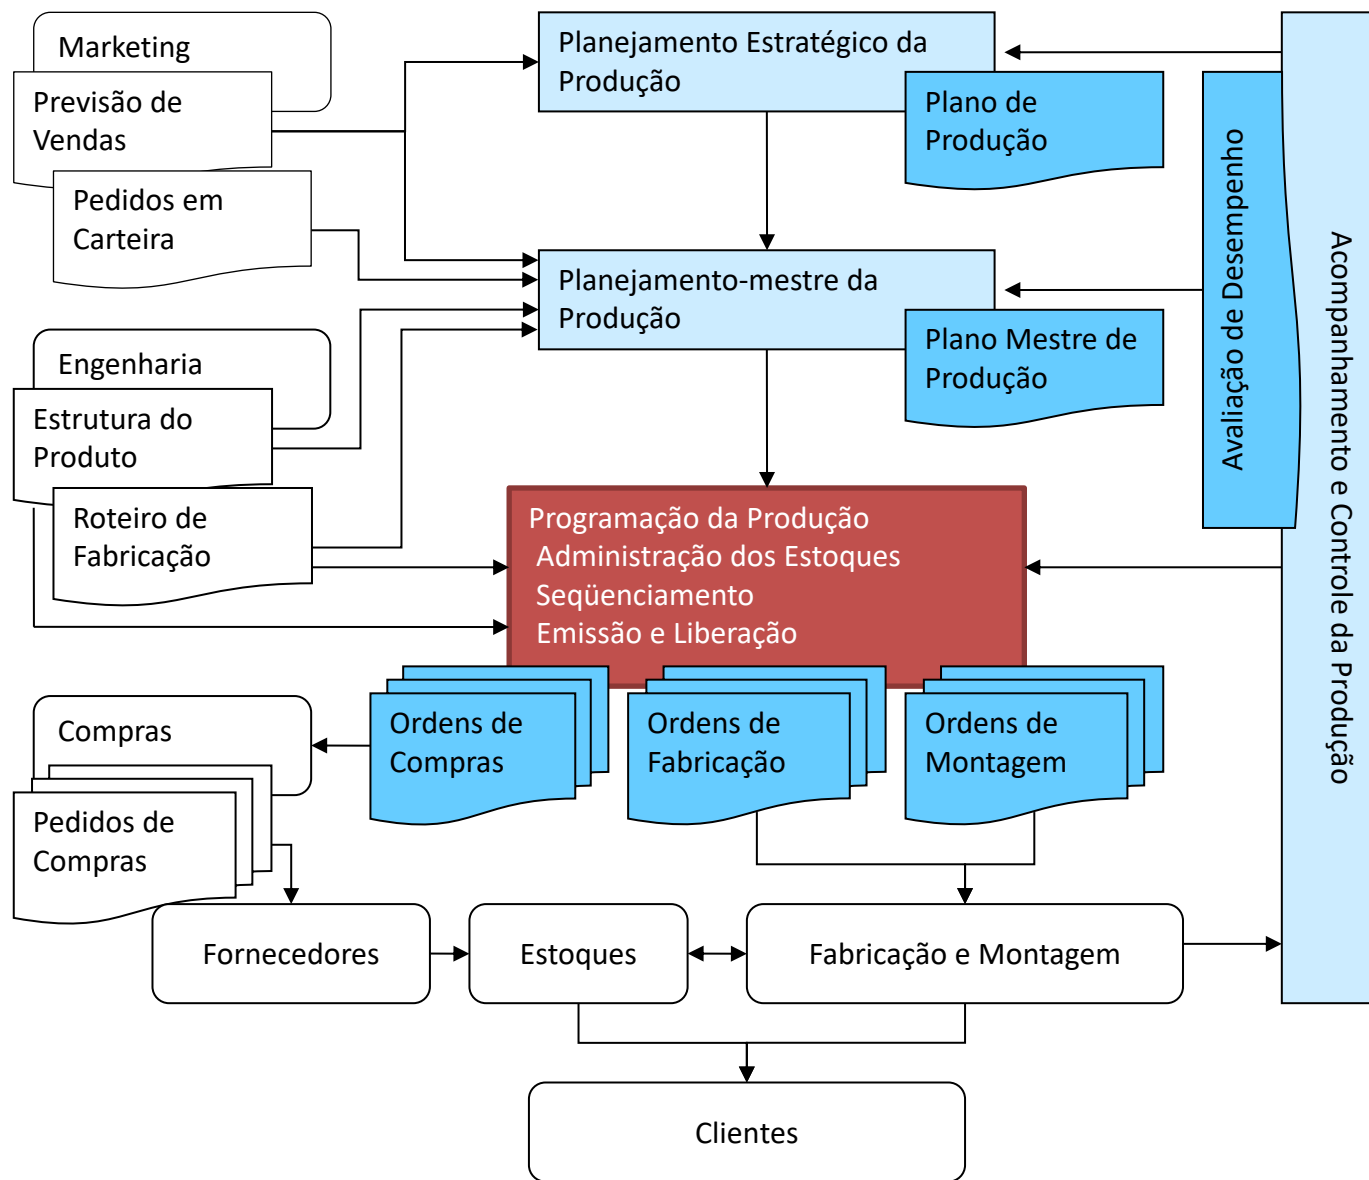 Marketing
Previsão de
Vendas
Pedidos em
Carteira
Planejamento Estratégico da
Produção
Plano de
Produção
Planejamento-mestre da
Produção
Plano Mestre de
Produção
Avaliação de Desempenho
Acompanhamento e Controle da Produção
Engenharia
Estrutura do
Produto
Roteiro de
Fabricação
Programação da Produção
Administração dos Estoques
Seqüenciamento
Emissão e Liberação
Compras
Pedidos de
Compras
Ordens de
Compras
Ordens de
Fabricação
Ordens de
Montagem
Fornecedores
Estoques
Fabricação e Montagem
Clientes